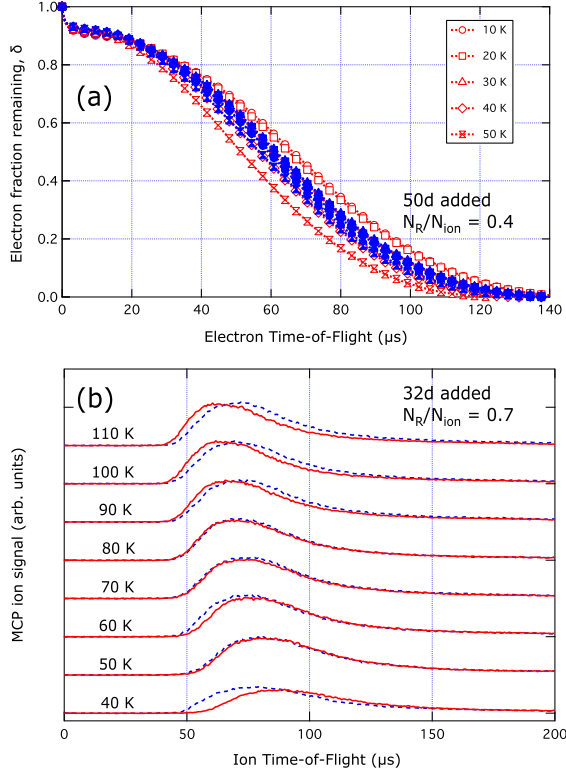 1.0
0.8
0.6
0.4
0.2
0.0
Electron fraction remaining, δ
(a)
10 K
20 K
30 K
40 K
50 K
50d added
N_R/N_ion = 0.4
0 20 40 60 80 100 120 140
Electron Time-of-Flight (μs)
(b)
32d added
N_R/N_ion = 0.7
MCP ion signal (arb. units)
110 K
100 K
90 K
80 K
70 K
60 K
50 K
40 K
0 50 100 150 200
Ion Time-of-Flight (μs)